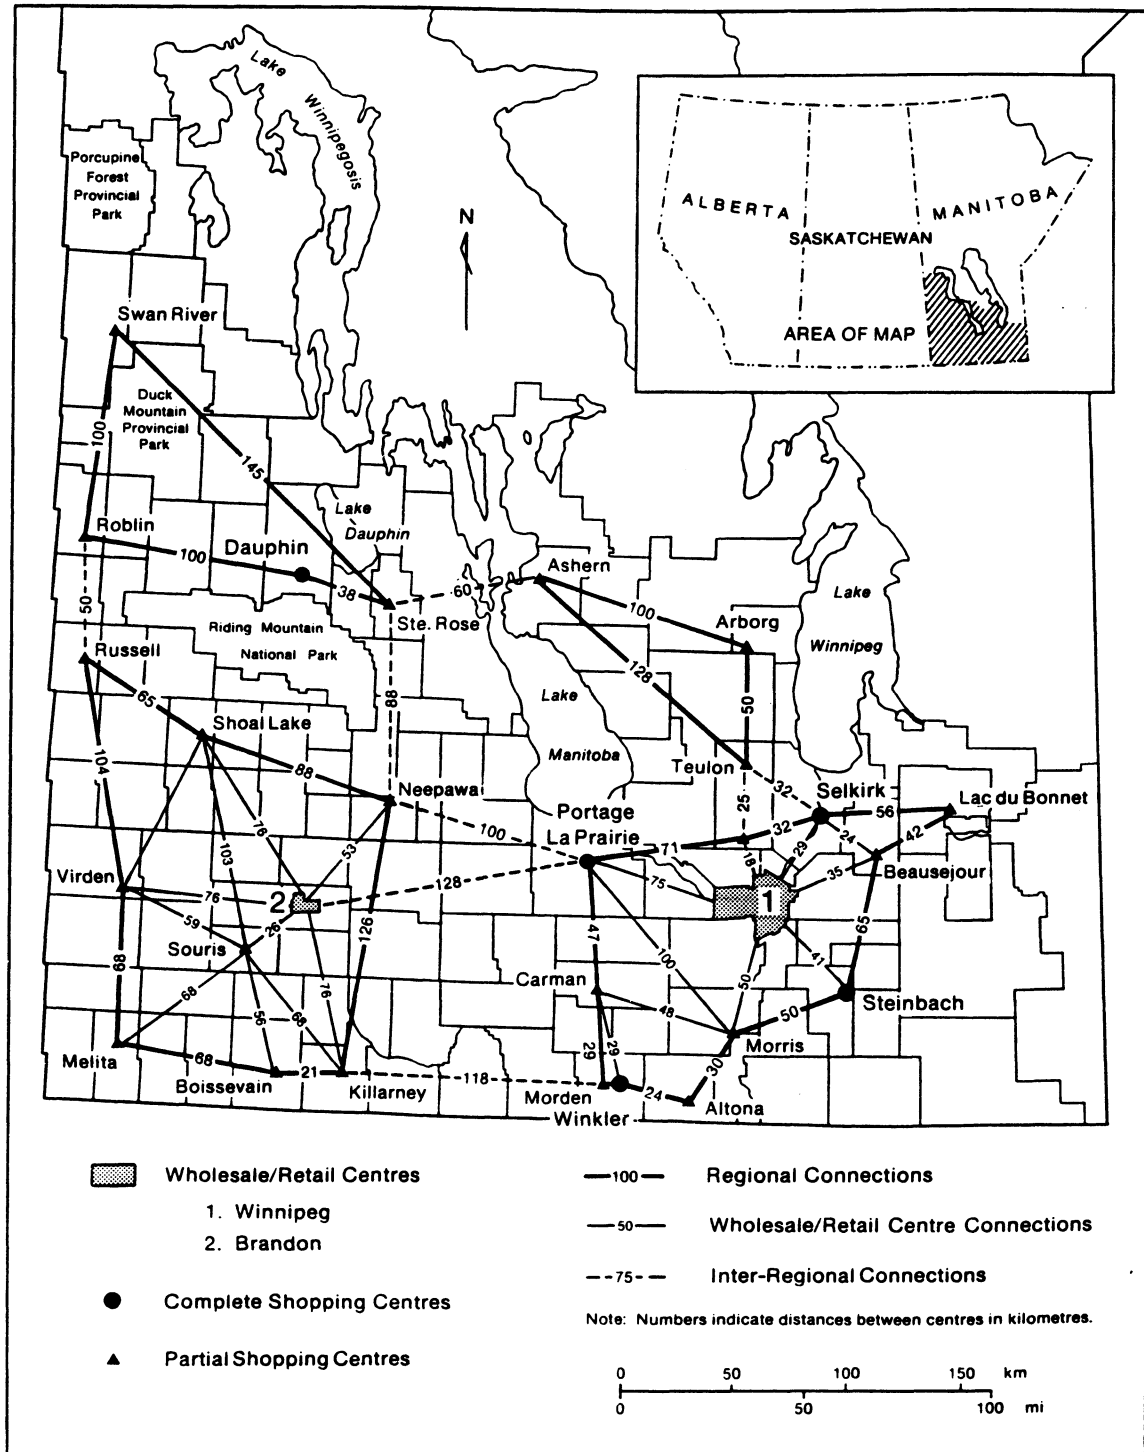 Lake
Winnipegosis
Porcupine
Forest
Provincial
Park
N
ALBERTA
MANITOBA
SASKATCHEWAN
AREA OF MAP
Swan River
Duck
Mountain
Provincial
Park
100
145
Lake
Dauphin
Roblin
100
Dauphin
38
60
Ashern
100
Arborg
Lake
Winnipeg
50
Ste. Rose
Riding Mountain
National Park
Russell
128
50
65
88
Lake
Manitoba
Shoal Lake
104
88
Teulon
32
25
Selkirk
56
Lac du Bonnet
Neepawa
100
Portage
La Prairie
76
103
53
71
32
18
29
24
42
35
Beausejour
Virden
76
2
128
75
1
59
26
126
65
Souris
47
100
41
68
68
76
56
68
Carman
48
50
50
Steinbach
Melita
68
29
29
30
Morris
Boissevain
21
Killarney
118
Morden
24
Altona
Winkler
Wholesale/Retail Centres
1. Winnipeg
2. Brandon
Complete Shopping Centres
Partial Shopping Centres
100
Regional Connections
50
Wholesale/Retail Centre Connections
75
Inter-Regional Connections
Note: Numbers indicate distances between centres in kilometres.
0 50 100 150 km
0 50 100 mi